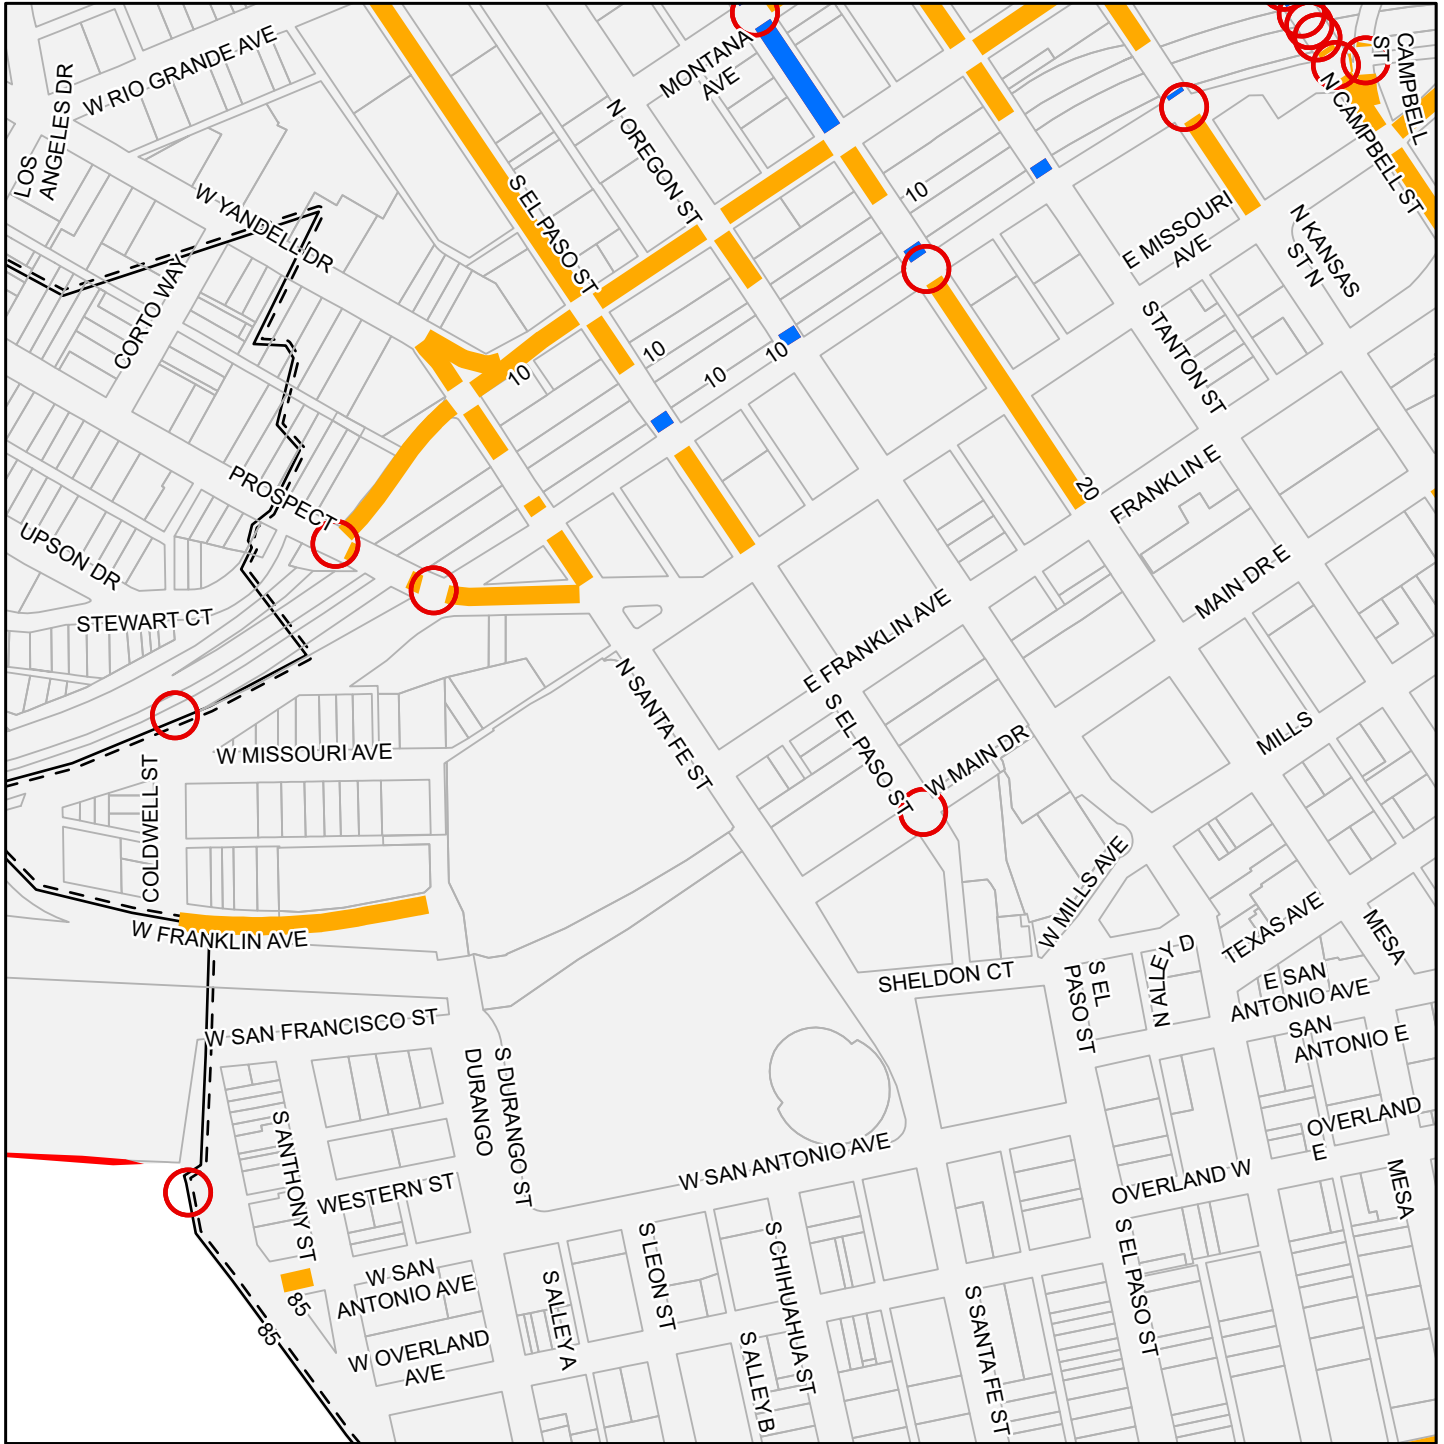 W RIO GRANDE AVE
LOS
ANGELES DR
MONTANA
AVE
N OREGON ST
CAMPBELL
ST
N CAMPBELL ST
W YANDELL DR
S EL PASO ST
10
E MISSOURI
AVE
N KANSAS
ST N
CORTO WAY
10
10
10
10
STANTON ST
PROSPECT
20
FRANKLIN E
UPSON DR
STEWART CT
MAIN DR E
E FRANKLIN AVE
N SANTA FE ST
S EL PASO ST
W MAIN DR
MILLS
W MISSOURI AVE
COLDWELL ST
W MILLS AVE
W FRANKLIN AVE
TEXAS AVE
MESA
SHELDON CT
S EL
PASO ST
N ALLEY D
E SAN
ANTONIO AVE
SAN
ANTONIO E
W SAN FRANCISCO ST
DURANGO
S DURANGO ST
S ANTHONY ST
OVERLAND
E
W SAN ANTONIO AVE
WESTERN ST
OVERLAND W
MESA
85
85
W SAN
ANTONIO AVE
S LEON ST
S CHIHUAHUA ST
S EL PASO ST
S ALLEY A
S SANTA FE ST
W OVERLAND
AVE
S ALLEY B